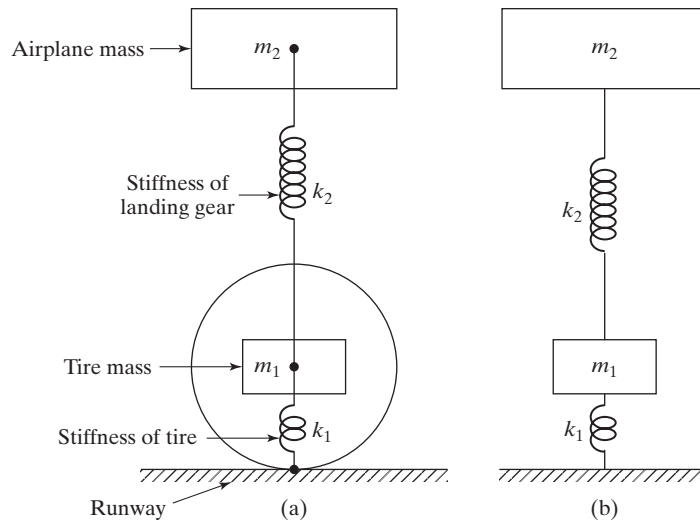 Airplane mass
m₂
m₂
Stiffness of
landing gear
k₂
k₂
Tire mass
m₁
m₁
Stiffness of tire
k₁
k₁
Runway
(a)
(b)